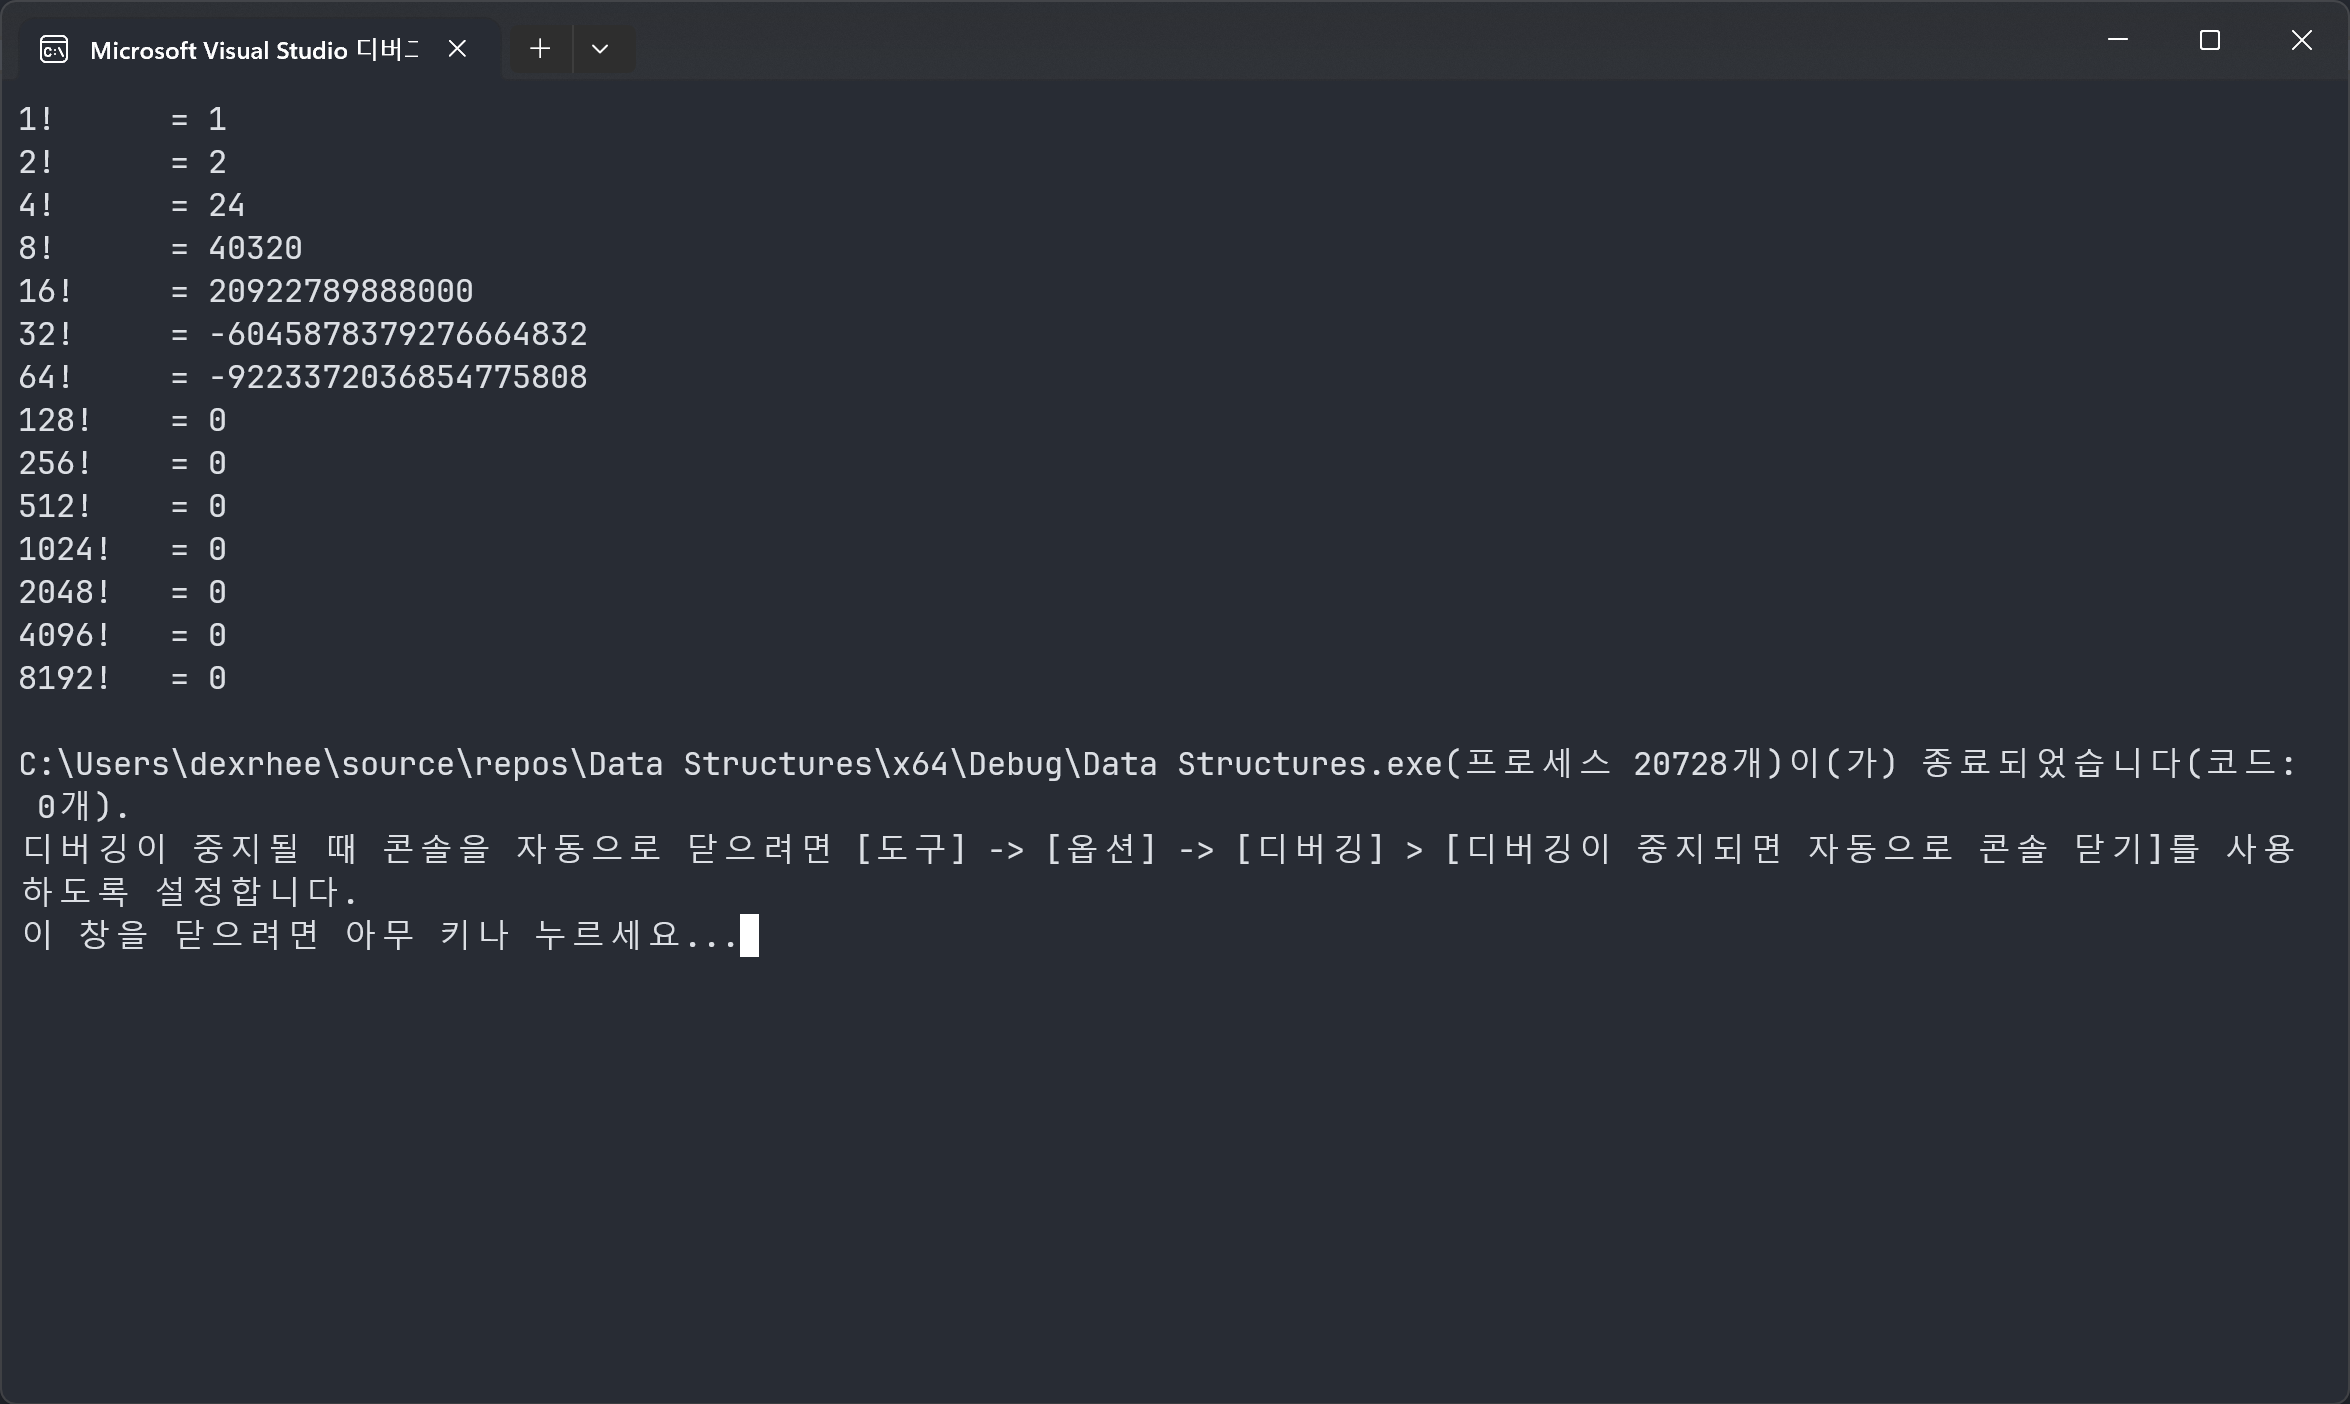 Microsoft Visual Studio 디버
1! = 1
2! = 2
4! = 24
8! = 40320
16! = 20922789888000
32! = -6045878379276664832
64! = -9223372036854775808
128! = 0
256! = 0
512! = 0
1024! = 0
2048! = 0
4096! = 0
8192! = 0
C:\Users\dexrhee\source\repos\Data Structures\x64\Debug\Data Structures.exe(프로세스 20728개)이(가) 종료되었습니다(코드:
0개).
디버깅이 중지될 때 콘솔을 자동으로 닫으려면 [도구] -> [옵션] -> [디버깅] > [디버깅이 중지되면 자동으로 콘솔 닫기]를 사용
하도록 설정합니다.
이 창을 닫으려면 아무 키나 누르세요...